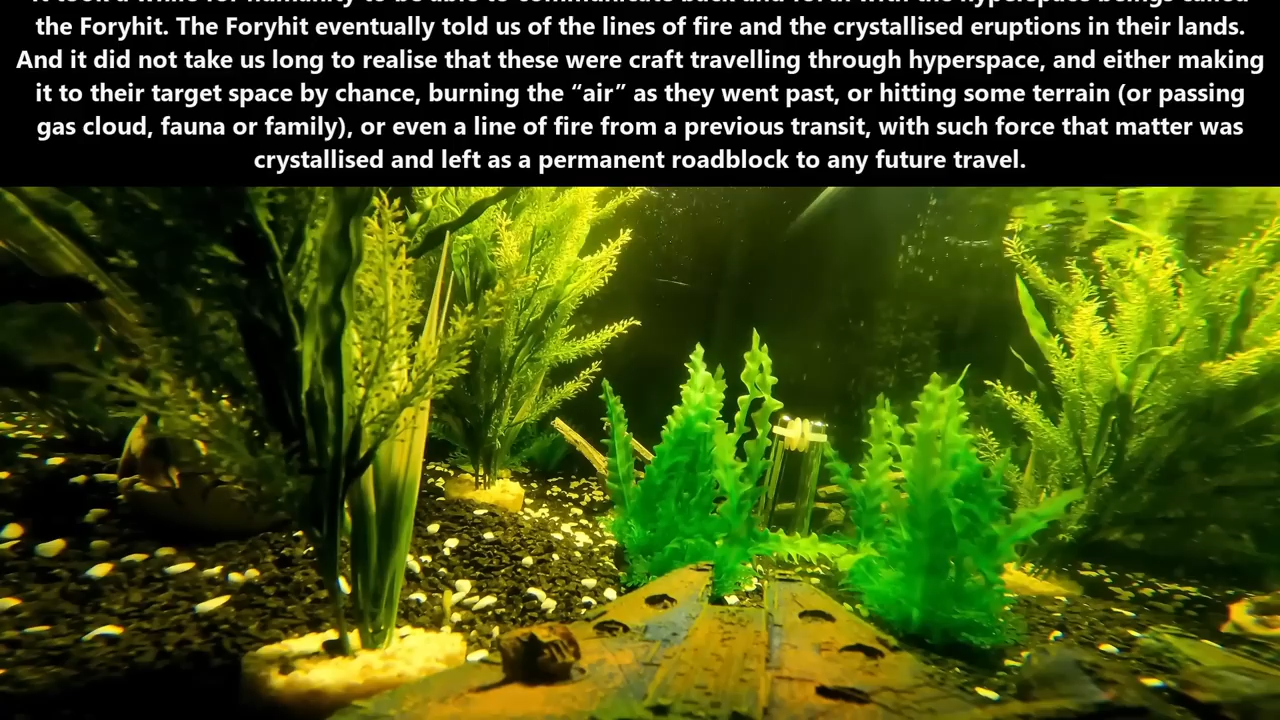 the Foryhit. The Foryhit eventually told us of the lines of fire and the crystallised eruptions in their lands.
And it did not take us long to realise that these were craft travelling through hyperspace, and either making
it to their target space by chance, burning the “air” as they went past, or hitting some terrain (or passing
gas cloud, fauna or family), or even a line of fire from a previous transit, with such force that matter was
crystallised and left as a permanent roadblock to any future travel.